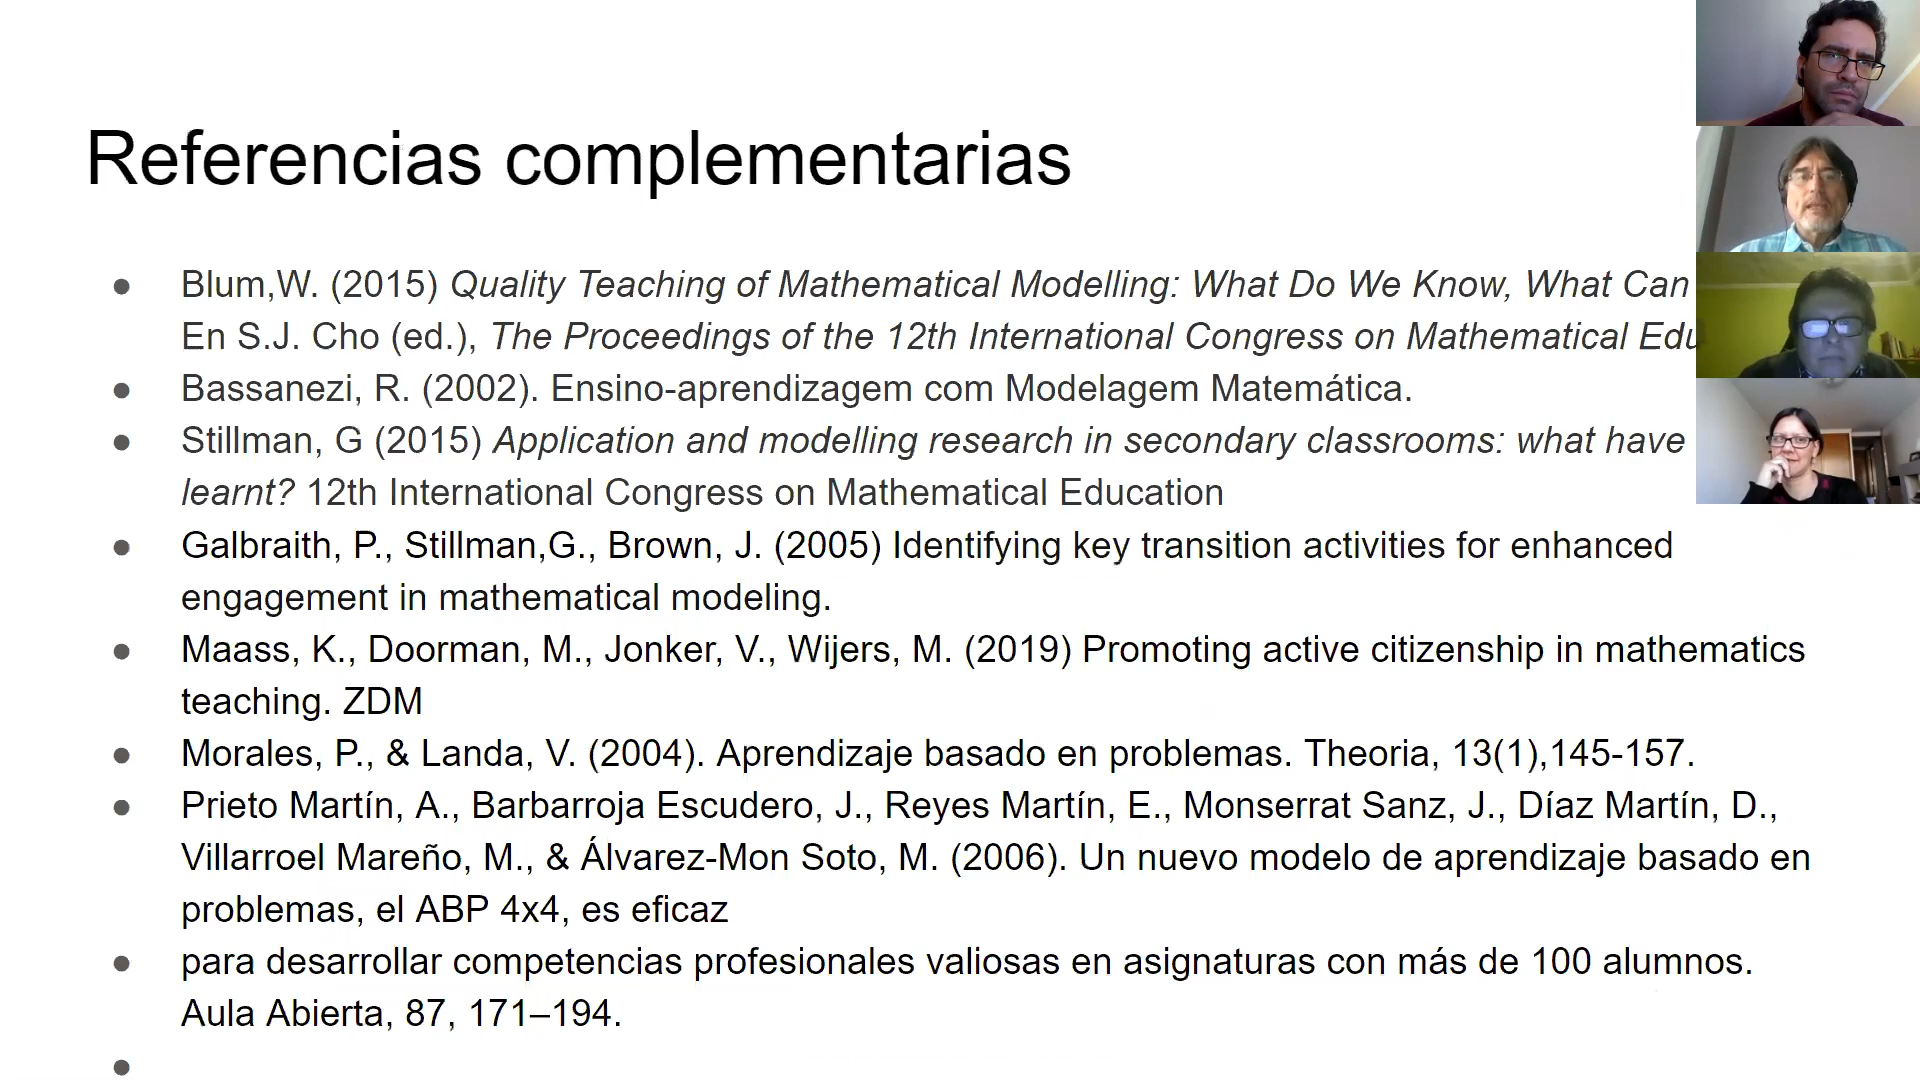 Referencias complementarias
● Blum,W. (2015) Quality Teaching of Mathematical Modelling: What Do We Know, What Can
En S.J. Cho (ed.), The Proceedings of the 12th International Congress on Mathematical Edu
● Bassanezi, R. (2002). Ensino-aprendizagem com Modelagem Matemática.
● Stillman, G (2015) Application and modelling research in secondary classrooms: what have
learnt? 12th International Congress on Mathematical Education
● Galbraith, P., Stillman,G., Brown, J. (2005) Identifying key transition activities for enhanced
engagement in mathematical modeling.
● Maass, K., Doorman, M., Jonker, V., Wijers, M. (2019) Promoting active citizenship in mathematics
teaching. ZDM
● Morales, P., & Landa, V. (2004). Aprendizaje basado en problemas. Theoria, 13(1),145-157.
● Prieto Martín, A., Barbarroja Escudero, J., Reyes Martín, E., Monserrat Sanz, J., Díaz Martín, D.,
Villarroel Mareño, M., & Álvarez-Mon Soto, M. (2006). Un nuevo modelo de aprendizaje basado en
problemas, el ABP 4x4, es eficaz
● para desarrollar competencias profesionales valiosas en asignaturas con más de 100 alumnos.
Aula Abierta, 87, 171–194.
●